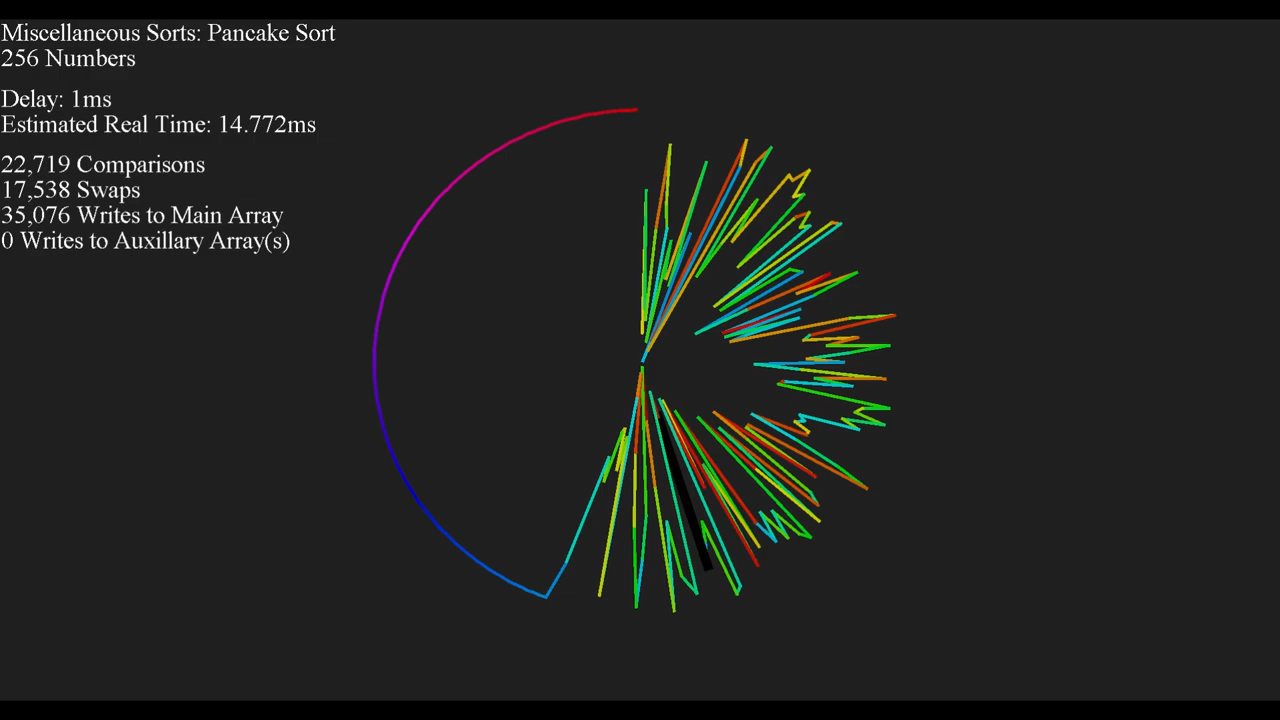 Miscellaneous Sorts: Pancake Sort
256 Numbers
Delay: 1ms
Estimated Real Time: 14.772ms
22,719 Comparisons
17,538 Swaps
35,076 Writes to Main Array
0 Writes to Auxillary Array(s)